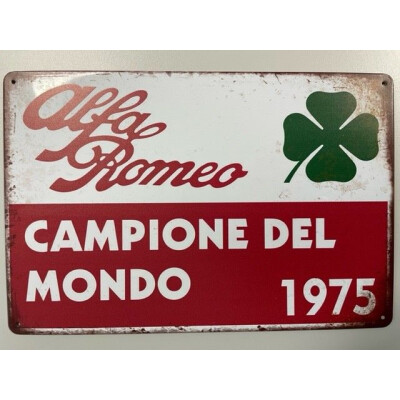 Alfa
Romeo
CAMPIONE DEL
MONDO
1975